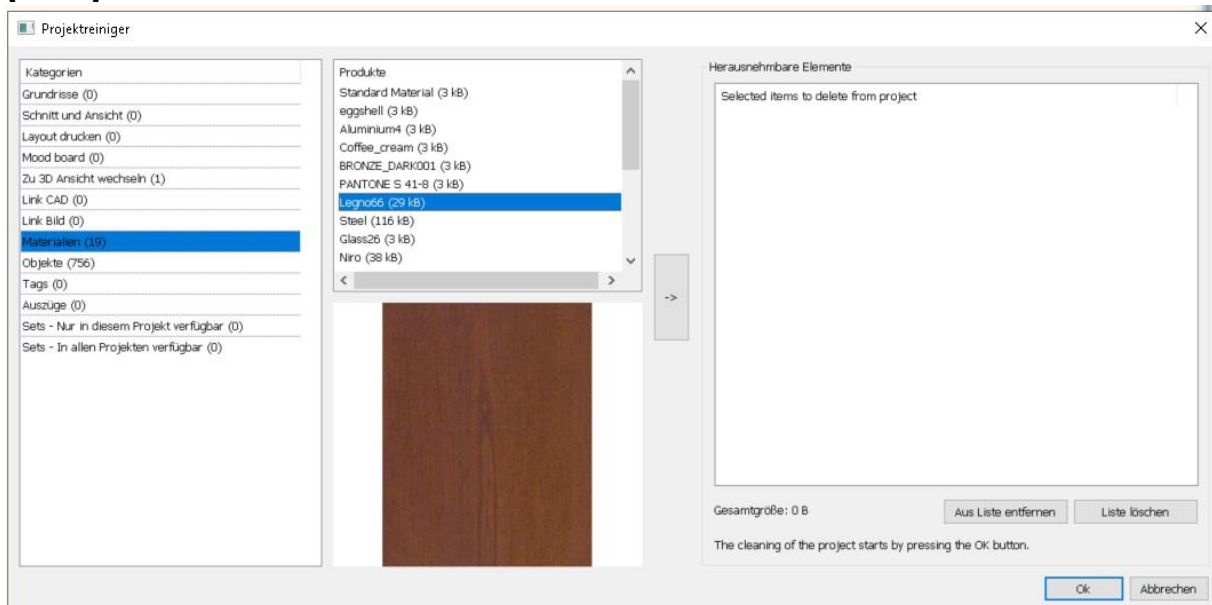 Projektreiniger
Kategorien
Grundrisse (0)
Schnitt und Ansicht (0)
Layout drucken (0)
Mood board (0)
Zu 3D Ansicht wechseln (1)
Link CAD (0)
Link Bild (0)
Materialien (19)
Objekte (756)
Tags (0)
Auszüge (0)
Sets - Nur in diesem Projekt verfügbar (0)
Sets - In allen Projekten verfügbar (0)
Produkte
Standard Material (3 kB)
eggshell (3 kB)
Aluminium4 (3 kB)
Coffee_cream (3 kB)
BRONZE_DARK001 (3 kB)
PANTONE S 41-8 (3 kB)
Legno66 (29 kB)
Steel (116 kB)
Glass26 (3 kB)
Niro (38 kB)
->
Herausnehmbare Elemente
Selected items to delete from project
Gesamtgröße: 0 B
Aus Liste entfernen
Liste löschen
The cleaning of the project starts by pressing the OK button.
Ok
Abbrechen